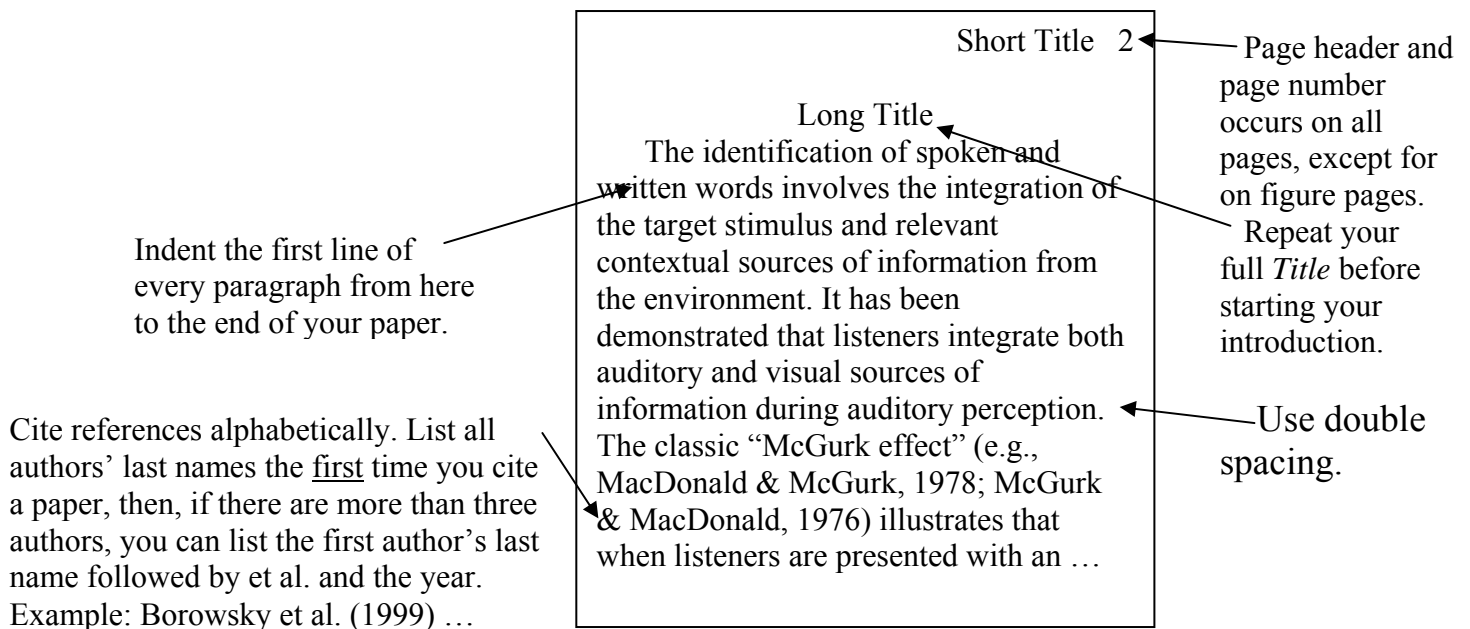 Short Title 2
Long Title
The identification of spoken and
written words involves the integration of
the target stimulus and relevant
contextual sources of information from
the environment. It has been
demonstrated that listeners integrate both
auditory and visual sources of
information during auditory perception.
The classic “McGurk effect” (e.g.,
MacDonald & McGurk, 1978; McGurk
& MacDonald, 1976) illustrates that
when listeners are presented with an …
Indent the first line of
every paragraph from here
to the end of your paper.
Cite references alphabetically. List all
authors’ last names the first time you cite
a paper, then, if there are more than three
authors, you can list the first author’s last
name followed by et al. and the year.
Example: Borowsky et al. (1999) …
Page header and
page number
occurs on all
pages, except for
on figure pages.
Repeat your
full Title before
starting your
introduction.
Use double
spacing.